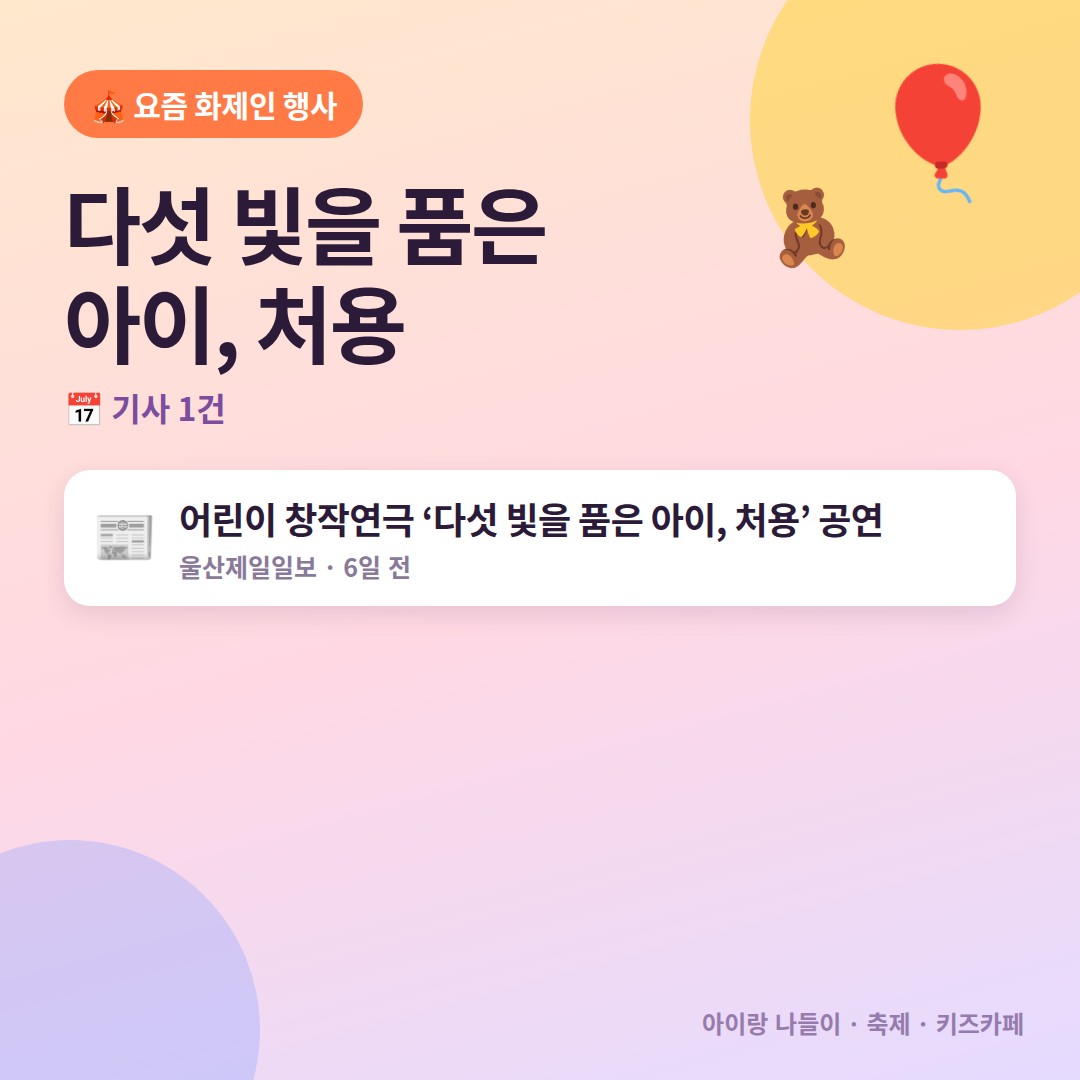 🎪 요즘 화제인 행사
다섯 빛을 품은
아이, 처용
📅 기사 1건
어린이 창작연극 ‘다섯 빛을 품은 아이, 처용’ 공연
울산제일일보 · 6일 전
아이랑 나들이 · 축제 · 키즈카페